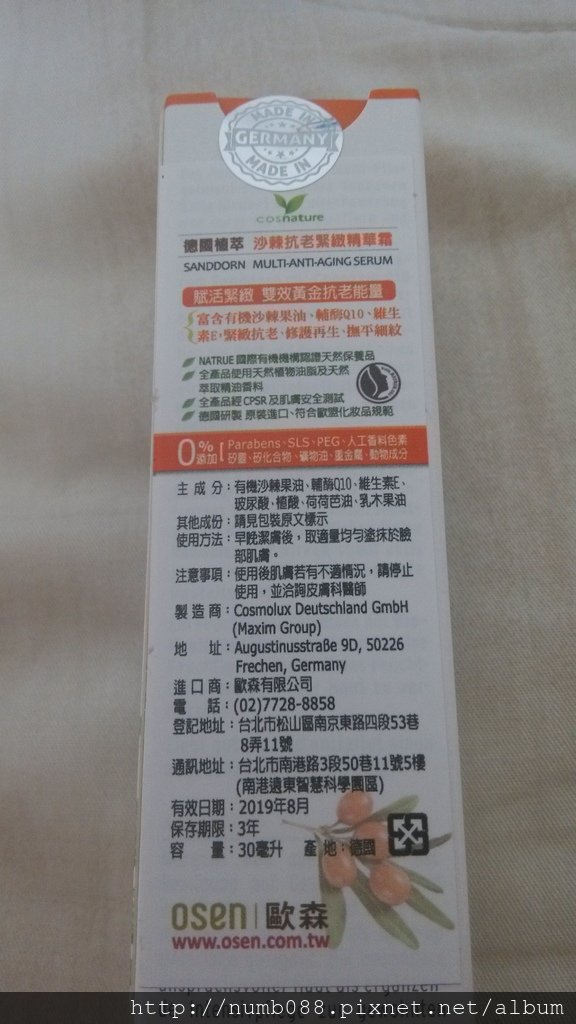 MADE IN
GERMANY
MADE IN
cosnature
德國植萃 沙棘抗老緊緻精華霜
SANDDORN MULTI-ANTI-AGING SERUM
賦活緊緻 雙效黃金抗老能量
富含有機沙棘果油、輔酶Q10、維生
素E,緊緻抗老、修護再生、撫平細紋
NATRUE國際有機機構認證天然保養品
全產品使用天然植物油脂及天然
萃取精油香料
全產品經CPSR及肌膚安全測試
德國研製 原裝進口、符合歐盟化妝品規範
0%添加 Parabens、SLS、PEG、人工香料色素
矽靈、矽化合物、礦物油、重金屬、動物成分
主成分:有機沙棘果油、輔酶Q10、維生素E、
玻尿酸、植酸、荷荷芭油、乳木果油
其他成份:請見包裝原文標示
使用方法:早晚潔膚後,取適量均勻塗抹於臉
部肌膚。
注意事項:使用後肌膚若有不適情況,請停止
使用,並洽詢皮膚科醫師
製造商:Cosmolux Deutschland GmbH
(Maxim Group)
地 址:Augustinusstraße 9D, 50226
Frechen, Germany
進口商:歐森有限公司
電 話:(02)7728-8858
登記地址:台北市松山區南京東路四段53巷
8弄11號
通訊地址:台北市南港路3段50巷11號5樓
(南港遠東智慧科學園區)
有效日期:2019年8月
保存期限:3年
容 量:30毫升 產地:德國
osen 歐森
www.osen.com.tw
anspruchsvoller Haut als ergänzen
http://numb088.pixnet.net/album